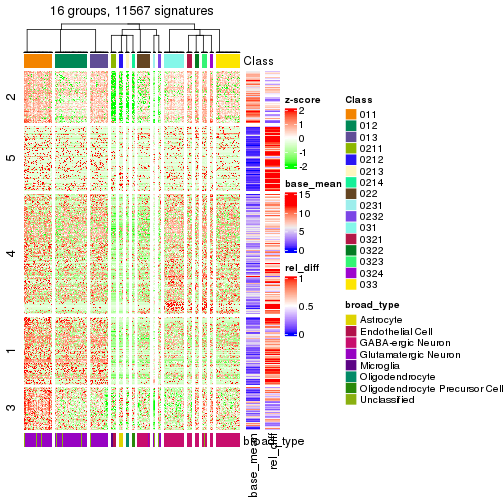 16 groups, 11567 signatures
Class
2
5
4
1
3
broad_type
base_mean
rel_diff
z-score
2
1
0
-1
-2
base_mean
15
10
5
0
rel_diff
1
0.5
0
Class
011
012
013
0211
0212
0213
0214
022
0231
0232
031
0321
0322
0323
0324
033
broad_type
Astrocyte
Endothelial Cell
GABA-ergic Neuron
Glutamatergic Neuron
Microglia
Oligodendrocyte
Oligodendrocyte Precursor Cell
Unclassified